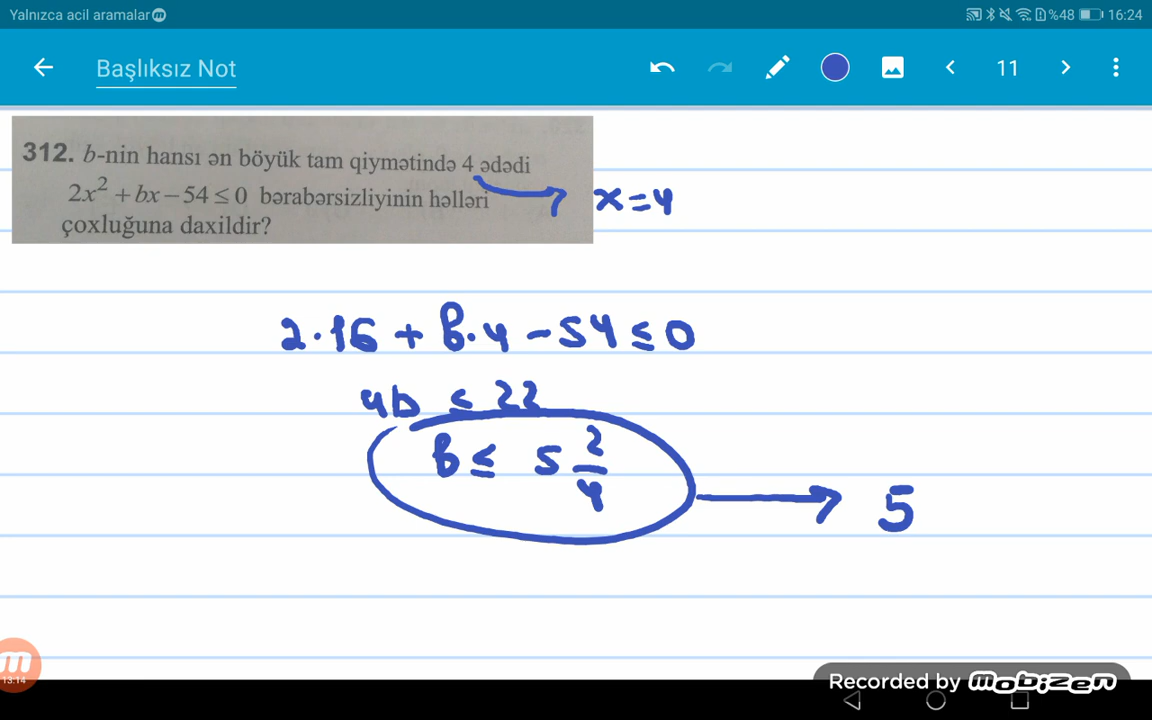 Yalnızca acil aramalar m %48 16:24
Başlıksız Not 11
312. b-nin hansı ən böyük tam qiymətində 4 ədədi
2x² + bx – 54 ≤ 0 bərabərsizliyinin həlləri
x = 4
çoxluğuna daxildir?
2·16 + b·4 – 54 ≤ 0
4b ≤ 22
b ≤ 5 2/4
5
13:14
Recorded by mobizen